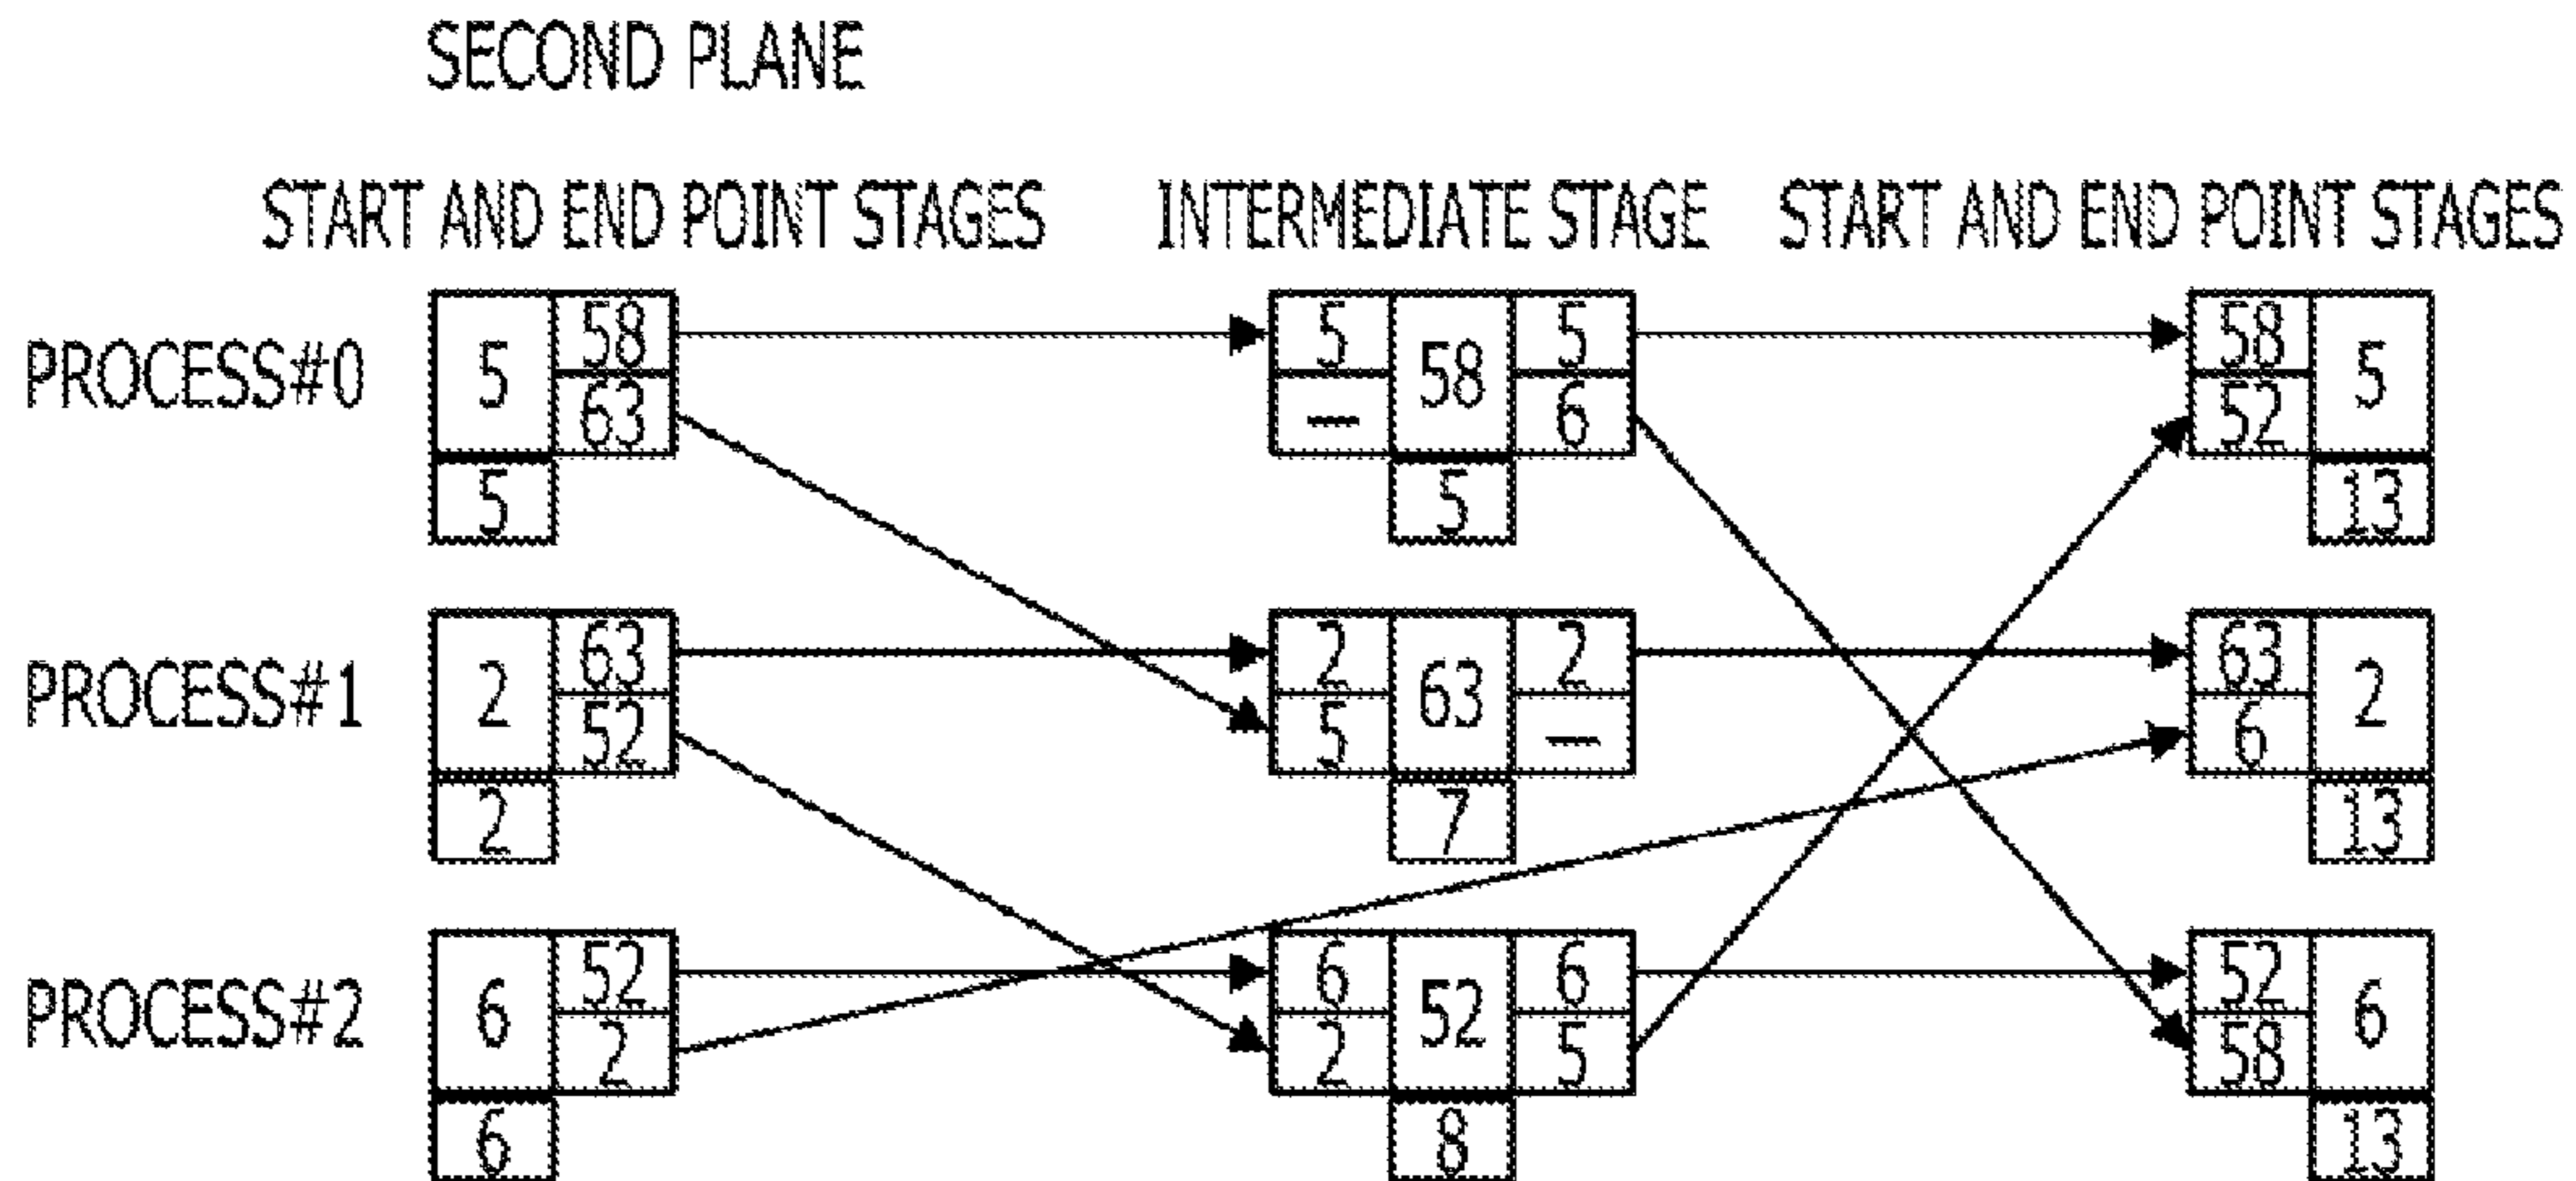 SECOND PLANE
START AND END POINT STAGES INTERMEDIATE STAGE START AND END POINT STAGES
PROCESS#0 5 58 63 5 5 — 58 5 6 5 58 52 5 13
PROCESS#1 2 63 52 2 2 5 63 2 — 7 63 6 2 13
PROCESS#2 6 52 2 6 6 2 52 6 5 8 52 58 6 13